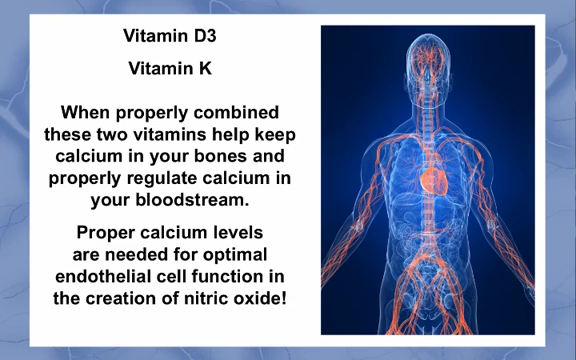 Vitamin D3
Vitamin K
When properly combined
these two vitamins help keep
calcium in your bones and
properly regulate calcium in
your bloodstream.
Proper calcium levels
are needed for optimal
endothelial cell function in
the creation of nitric oxide!